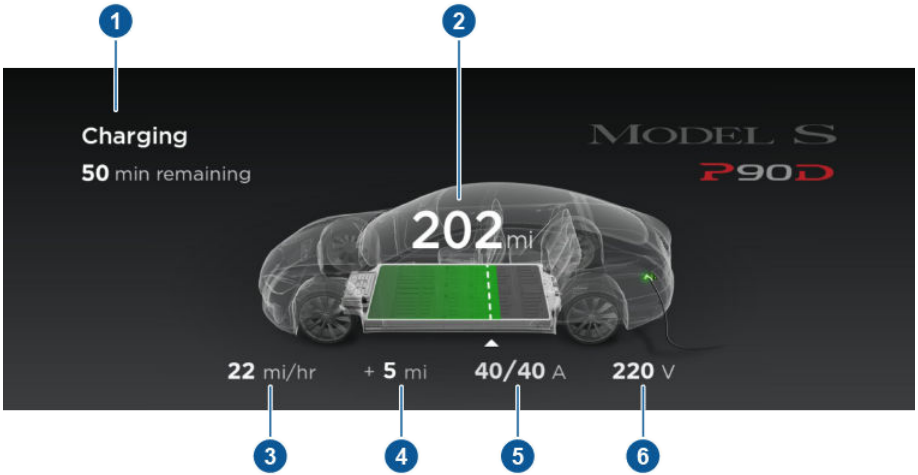 1
2
Charging
50 min remaining
MODEL S
P90D
202 mi
22 mi/hr
+ 5 mi
40/40 A
220 V
3
4
5
6